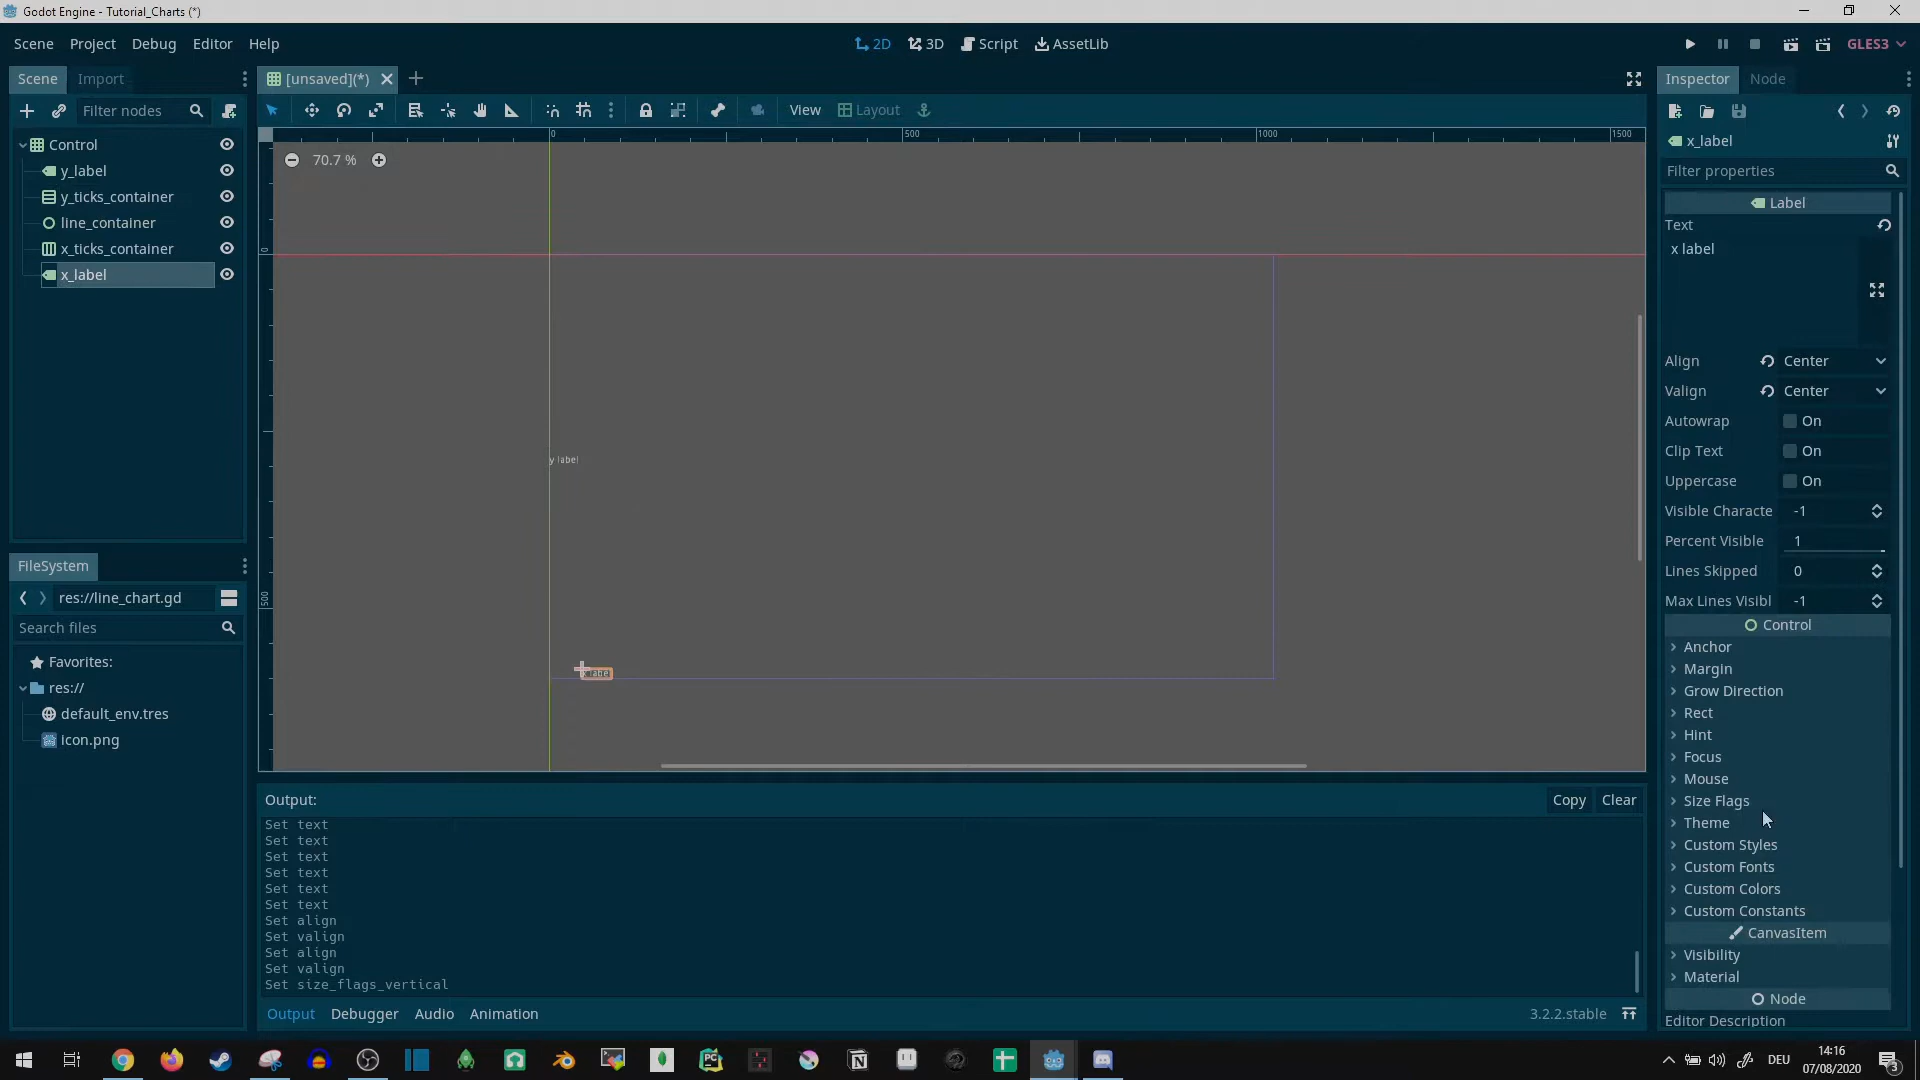 Godot Engine - Tutorial_Charts (*)
Scene Project Debug Editor Help
2D 3D Script AssetLib
GLES3
Scene Import
[unsaved](*)
Inspector Node
Filter nodes
View Layout
x_label
Filter properties
Control
y_label
y_ticks_container
line_container
x_ticks_container
x_label
0 500 1000 1500
70.7 %
0
500
y label
Label
Text
x label
Align Center
Valign Center
Autowrap On
Clip Text On
Uppercase On
Visible Characte -1
Percent Visible 1
Lines Skipped 0
Max Lines Visibl -1
Control
Anchor
Margin
Grow Direction
Rect
Hint
Focus
Mouse
Size Flags
Theme
Custom Styles
Custom Fonts
Custom Colors
Custom Constants
CanvasItem
Visibility
Material
Node
Editor Description
FileSystem
res://line_chart.gd
Search files
Favorites:
res://
default_env.tres
icon.png
Output:
Copy Clear
Set text
Set text
Set text
Set text
Set text
Set text
Set align
Set valign
Set align
Set valign
Set size_flags_vertical
Output Debugger Audio Animation
3.2.2.stable
DEU
14:16
07/08/2020
3